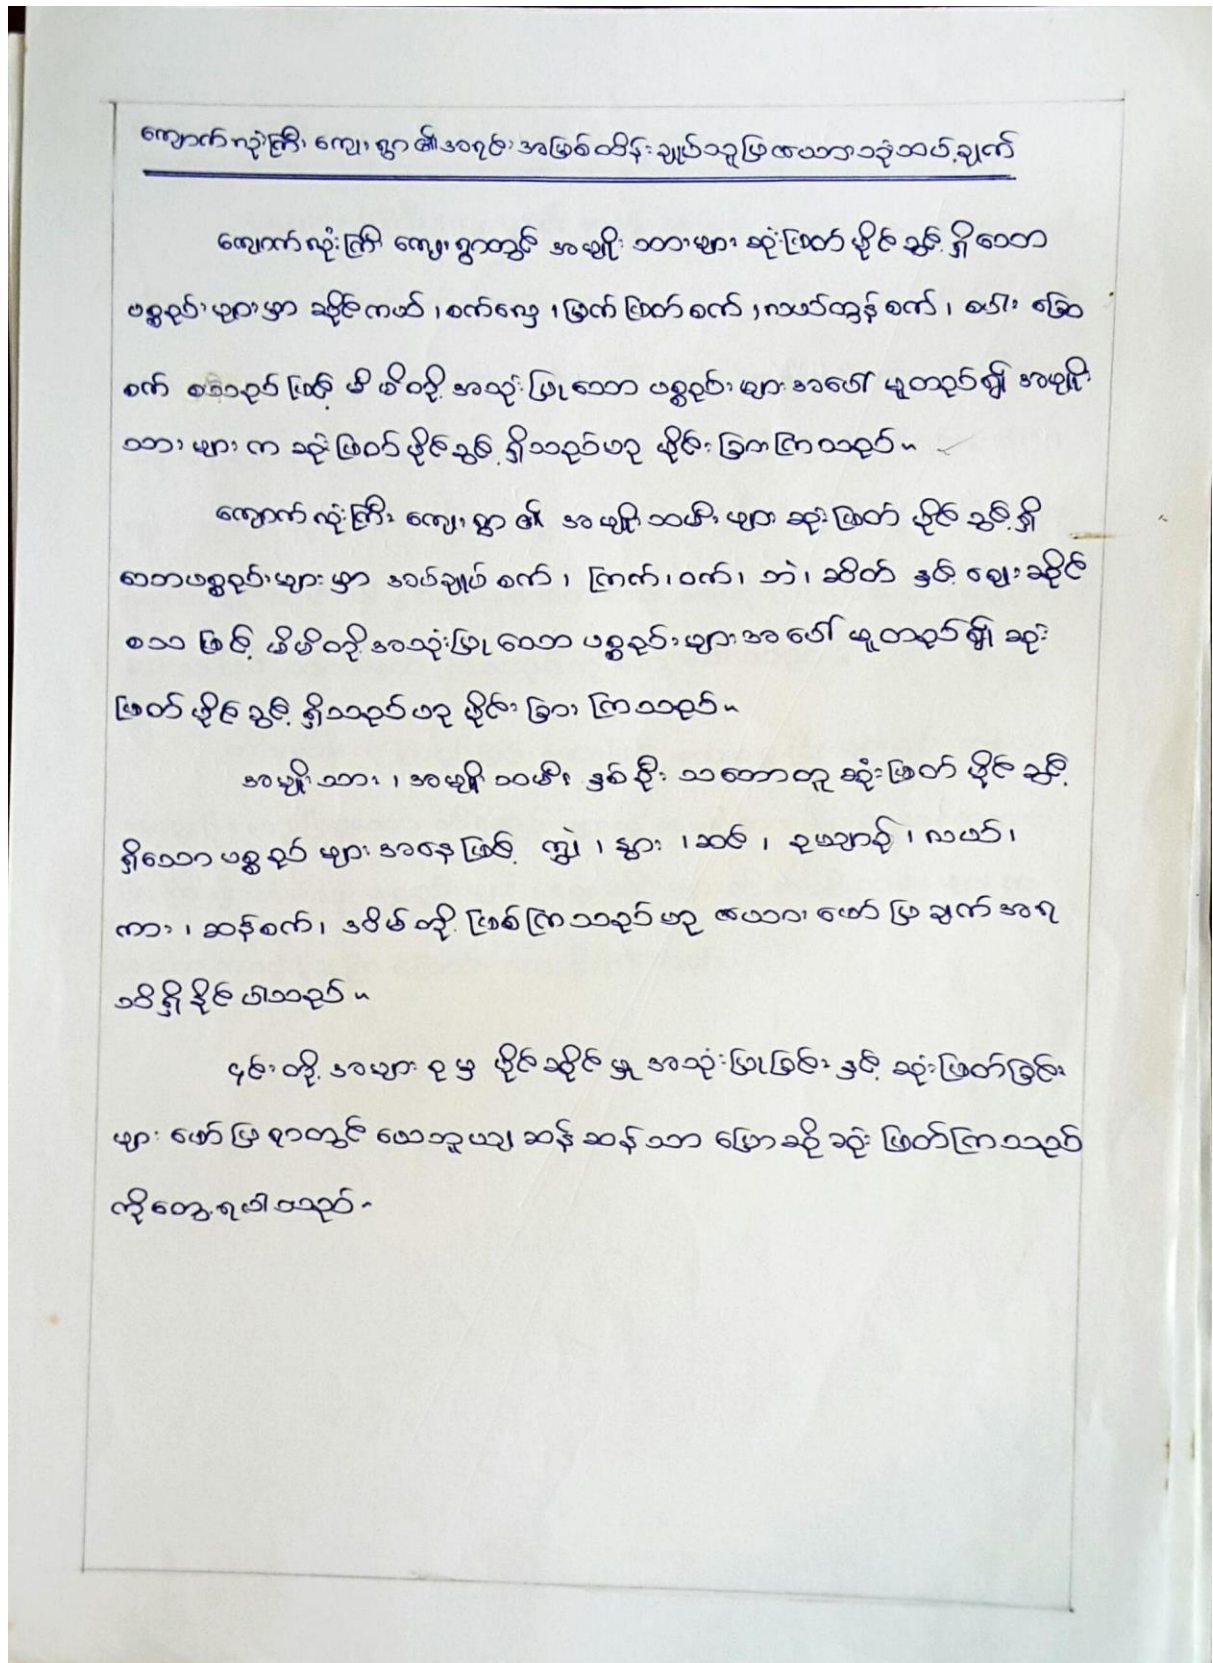 ကျောက်လုံးကြီး ကျေးရွာ၏အရင်းအမြစ်ထိန်းချုပ်သူပြဇယားသုံးသပ်ချက်
ကျောက်လုံးကြီး ကျေးရွာတွင် အမျိုးသားများ ဆုံးဖြတ်ပိုင်ခွင့်ရှိသော
ပစ္စည်းများမှာ ဆိုင်ကယ်၊ စက်လှေ၊ မြက်ဖြတ်စက်၊ လယ်ထွန်စက်၊ စပါးခြွေ
စက် စသည်ဖြင့် မိမိတို့အသုံးပြုသော ပစ္စည်းများအပေါ် မူတည်၍ အမျိုး
သားများက ဆုံးဖြတ်ပိုင်ခွင့်ရှိသည်ဟု ပိုင်းခြားကြသည်။
ကျောက်လုံးကြီး ကျေးရွာ၏ အမျိုးသမီးများ ဆုံးဖြတ်ပိုင်ခွင့်ရှိ
သောပစ္စည်းများမှာ အပ်ချုပ်စက်၊ ကြက်၊ ဝက်၊ ဘဲ၊ ဆိတ် နှင့် ဈေးဆိုင်
စသဖြင့် မိမိတို့အသုံးပြုသော ပစ္စည်းများအပေါ် မူတည်၍ ဆုံး
ဖြတ်ပိုင်ခွင့်ရှိသည်ဟု ပိုင်းခြားကြသည်။
အမျိုးသား၊ အမျိုးသမီး နှစ်ဦး သဘောတူ ဆုံးဖြတ်ပိုင်ခွင့်
ရှိသောပစ္စည်များအနေဖြင့် ကျွဲ၊ နွား၊ ဆင်၊ ဥယျာဉ်၊ လယ်၊
ကား၊ ဆန်စက်၊ အိမ်တို့ဖြစ်ကြသည်ဟု ဇယားဖော်ပြချက်အရ
သိရှိနိုင်ပါသည်။
၎င်းတို့အများစုမှ ပိုင်ဆိုင်မှု အသုံးပြုခြင်းနှင့် ဆုံးဖြတ်ခြင်း
များ ဖော်ပြရာတွင် ယေဘူယျ ဆန်ဆန်သာ ပြောဆိုဆုံးဖြတ်ကြသည်
ကိုတွေ့ရပါသည်။